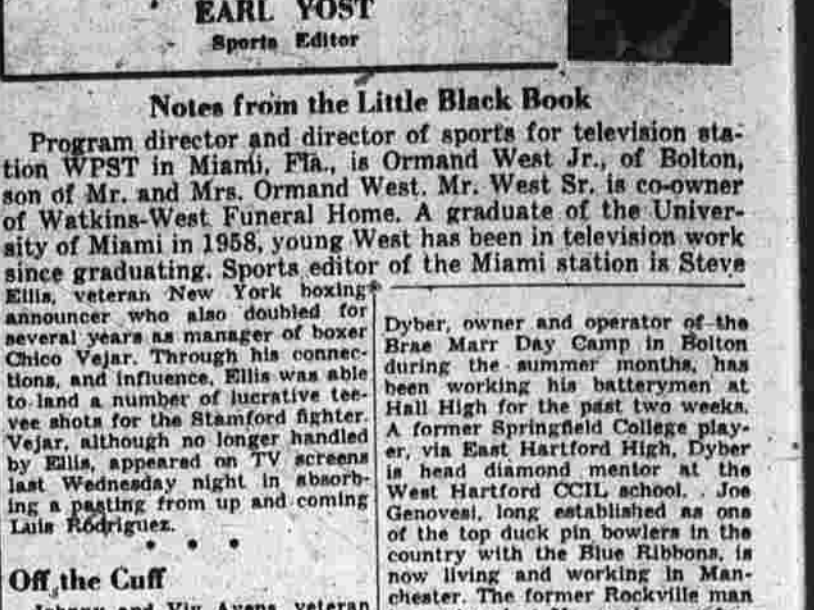 EARL YOST
Sports Editor
Notes from the Little Black Book
Program director and director of sports for television sta-
tion WPST in Miami, Fla., is Ormand West Jr., of Bolton,
son of Mr. and Mrs. Ormand West. Mr. West Sr. is co-owner
of Watkins-West Funeral Home. A graduate of the Univer-
sity of Miami in 1958, young West has been in television work
since graduating. Sports editor of the Miami station is Steve
Ellis, veteran New York boxing
announcer who also doubled for
several years as manager of boxer
Chico Vejar. Through his connec-
tions, and influence, Ellis was able
to land a number of lucrative tee-
vee shots for the Stamford fighter.
Vejar, although no longer handled
by Ellis, appeared on TV screens
last Wednesday night in absorb-
ing a pasting from up and coming
Luis Rodriguez.
• • •
Off the Cuff
Johnny and Viv
veteran
Dyber, owner and operator of the
Brae Marr Day Camp in Bolton
during the summer months, has
been working his batterymen at
Hall High for the past two weeks.
A former Springfield College play-
er, via East Hartford High, Dyber
is head diamond mentor at the
West Hartford CCIL school. . Joe
Genovesi, long established as one
of the top duck pin bowlers in the
country with the Blue Ribbons, is
now living and working in Man-
chester. The former Rockville man